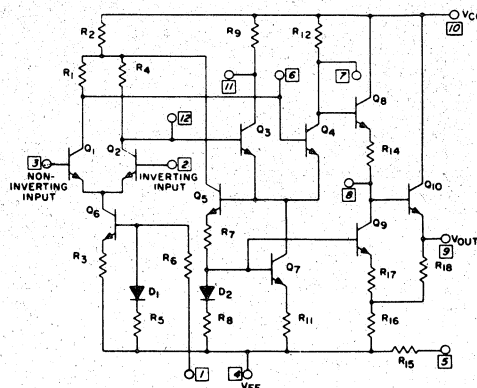 R2
R9
R12
VC
10
R1
R4
11
6
7
Q8
12
Q3
Q4
R14
3
Q1
Q2
2
NON-
INVERTING
INPUT
INVERTING
INPUT
Q5
8
Q10
Q6
R7
Q9
VOUT
9
R3
R6
Q7
R17
R18
D1
D2
R5
R8
R11
R16
1
4
VEE
R15
5